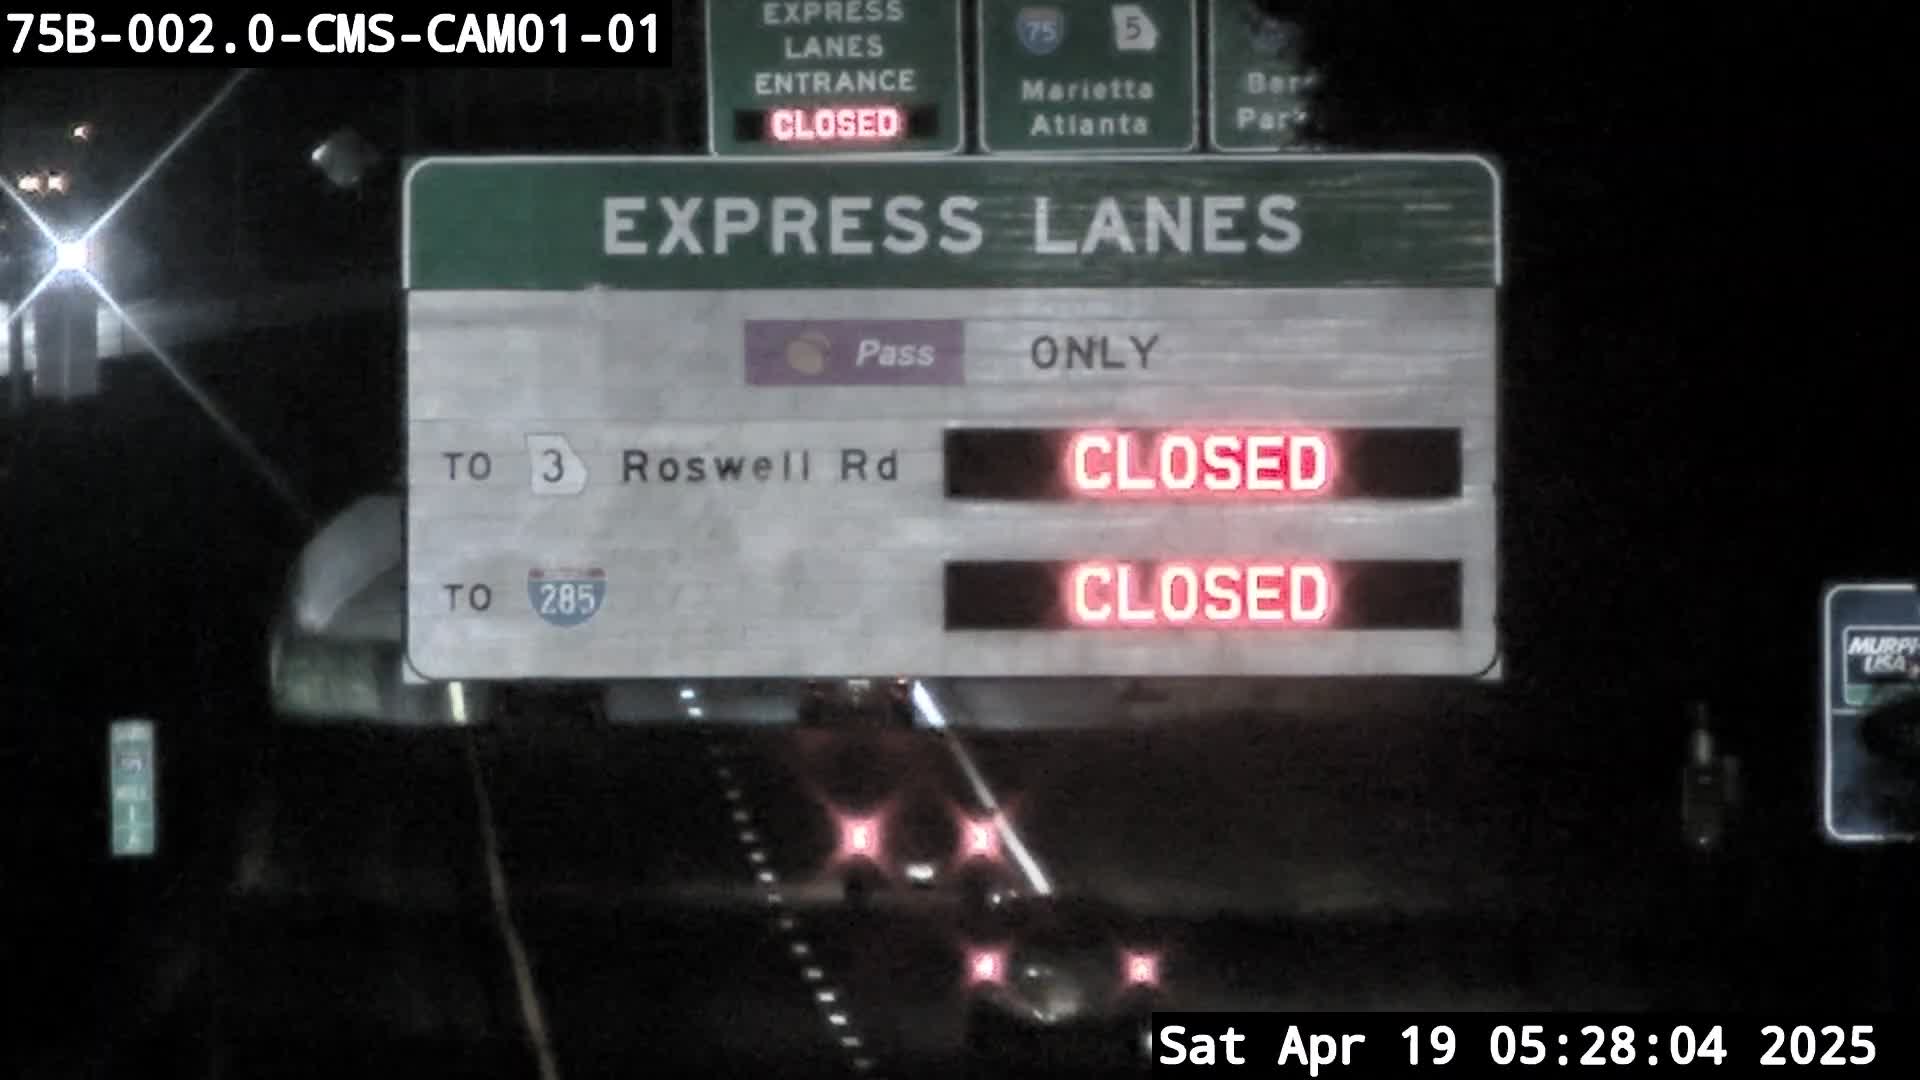 75B-002.0-CMS-CAM01-01
EXPRESS
LANES
ENTRANCE
CLOSED
75 5
Marietta
Atlanta
EXPRESS LANES
Pass ONLY
TO 3 Roswell Rd CLOSED
TO 285 CLOSED
USA
Sat Apr 19 05:28:04 2025